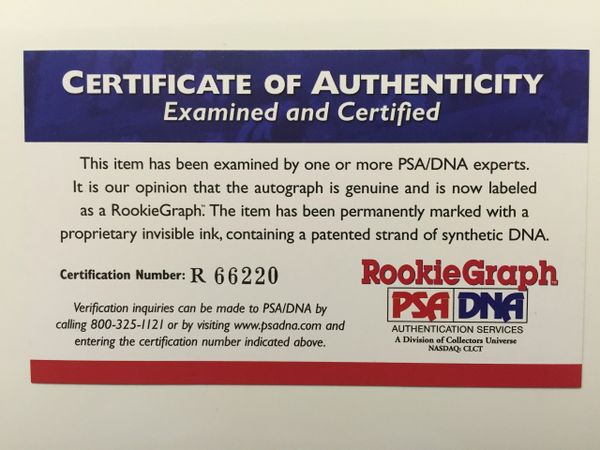 CERTIFICATE OF AUTHENTICITY
Examined and Certified
This item has been examined by one or more PSA/DNA experts.
It is our opinion that the autograph is genuine and is now labeled
as a RookieGraph™. The item has been permanently marked with a
proprietary invisible ink, containing a patented strand of synthetic DNA.
Certification Number: R 66220
Verification inquiries can be made to PSA/DNA by
calling 800-325-1121 or by visiting www.psadna.com and
entering the certification number indicated above.
RookieGraph™
PSA DNA
AUTHENTICATION SERVICES
A Division of Collectors Universe
NASDAQ: CLCT